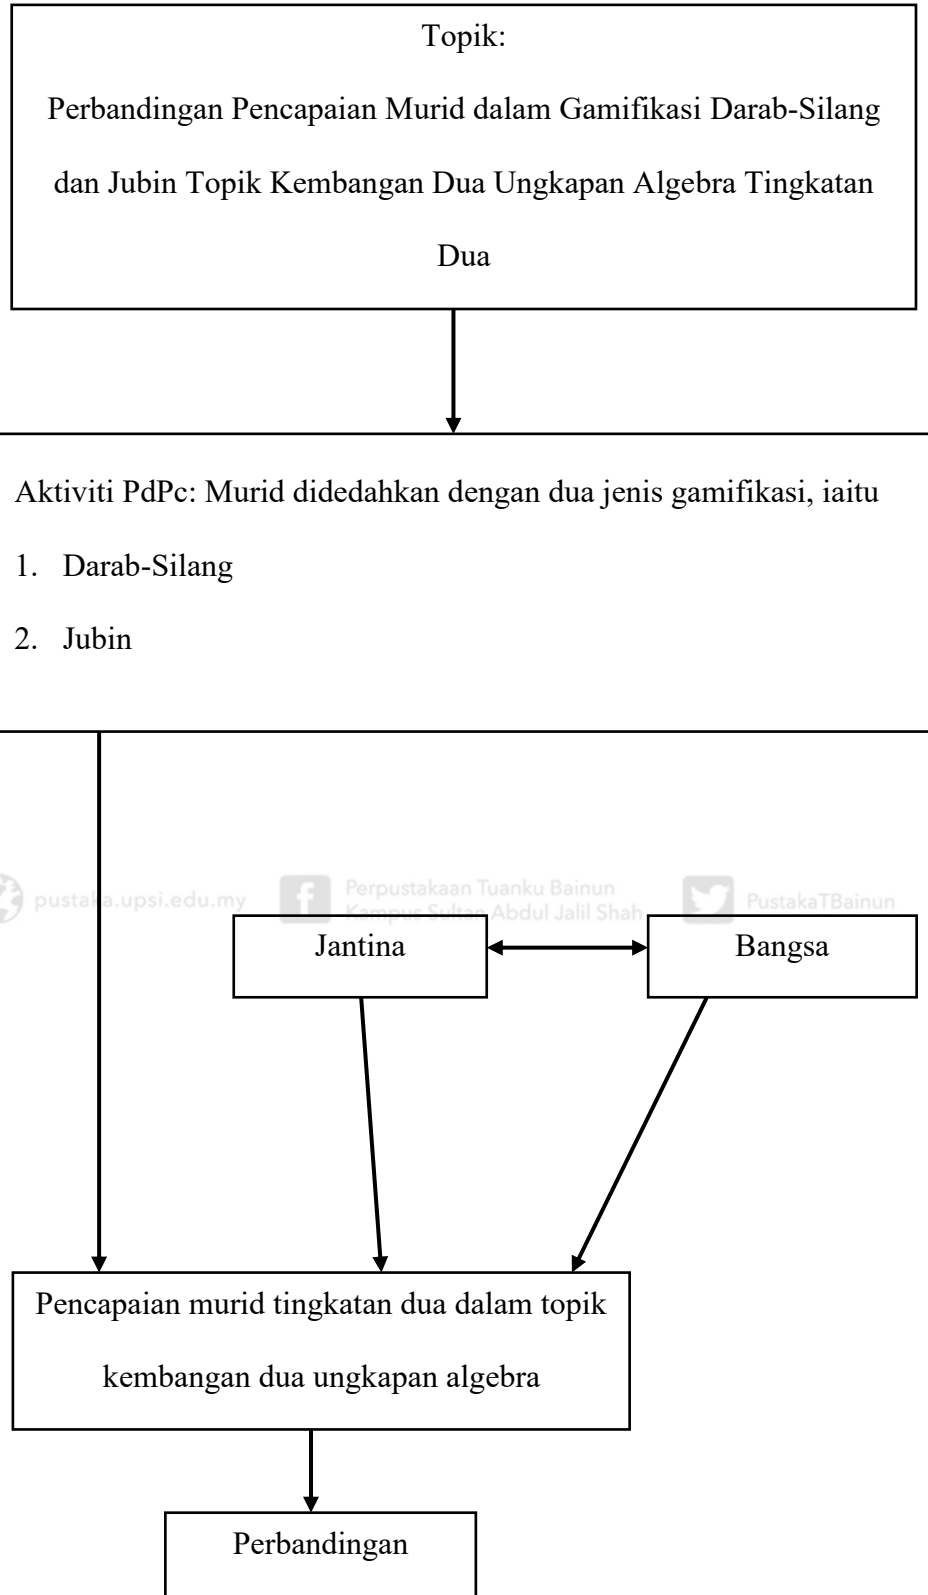 Topik:
Perbandingan Pencapaian Murid dalam Gamifikasi Darab-Silang
dan Jubin Topik Kembangan Dua Ungkapan Algebra Tingkatan
Dua
Aktiviti PdPc: Murid didedahkan dengan dua jenis gamifikasi, iaitu
1. Darab-Silang
2. Jubin
pustaka.upsi.edu.my
Perpustakaan Tuanku Bainun
Kampus Sultan Abdul Jalil Shah
PustakaTBainun
Jantina
Bangsa
Pencapaian murid tingkatan dua dalam topik
kembangan dua ungkapan algebra
Perbandingan